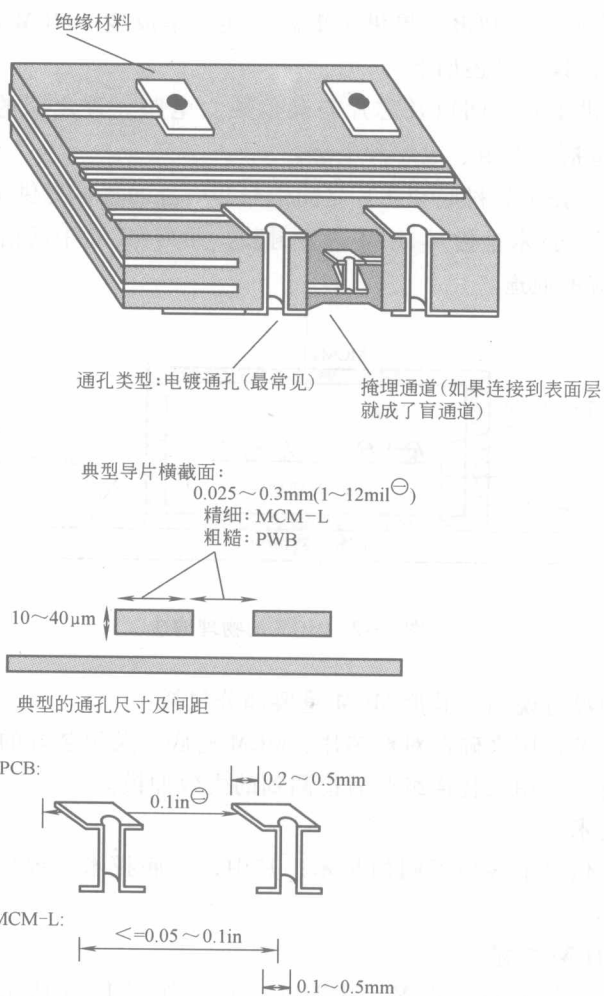 绝缘材料
通孔类型:电镀通孔(最常见)
掩埋通道(如果连接到表面层
就成了盲通道)
典型导片横截面:
0.025～0.3mm(1～12mil㊀)
精细: MCM-L
粗糙: PWB
10～40μm
典型的通孔尺寸及间距
PCB:
0.2～0.5mm
0.1in㊁
MCM-L:
<=0.05～0.1in
0.1～0.5mm